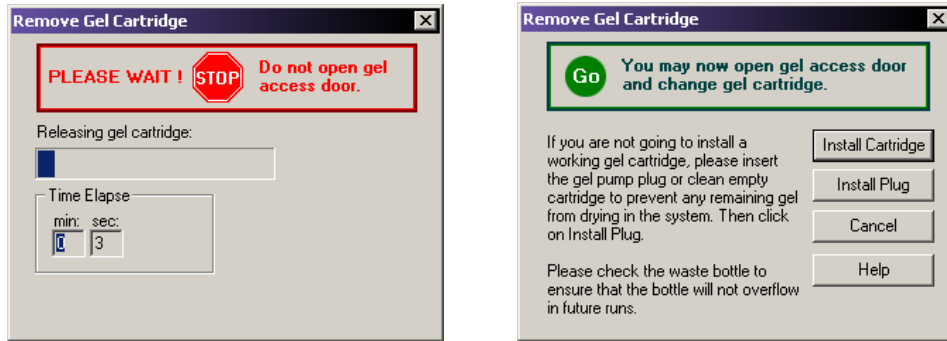 Remove Gel Cartridge
PLEASE WAIT !
STOP
Do not open gel
access door.
Releasing gel cartridge:
Time Elapse
min: sec:
0 3
Remove Gel Cartridge
Go
You may now open gel access door
and change gel cartridge.
If you are not going to install a
working gel cartridge, please insert
the gel pump plug or clean empty
cartridge to prevent any remaining gel
from drying in the system. Then click
on Install Plug.
Please check the waste bottle to
ensure that the bottle will not overflow
in future runs.
Install Cartridge
Install Plug
Cancel
Help